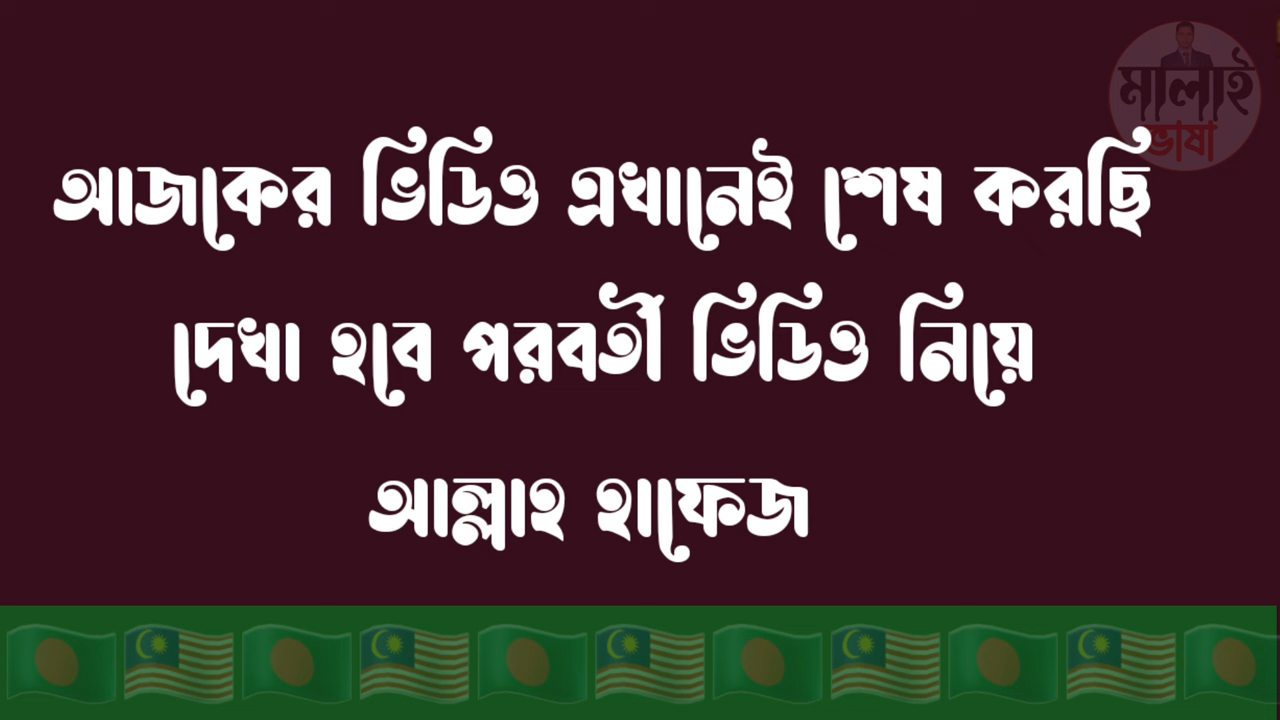 মালাই
ভাষা
আজকের ভিডিও এখানেই শেষ করছি
দেখা হবে পরবর্তী ভিডিও নিয়ে
আল্লাহ হাফেজ